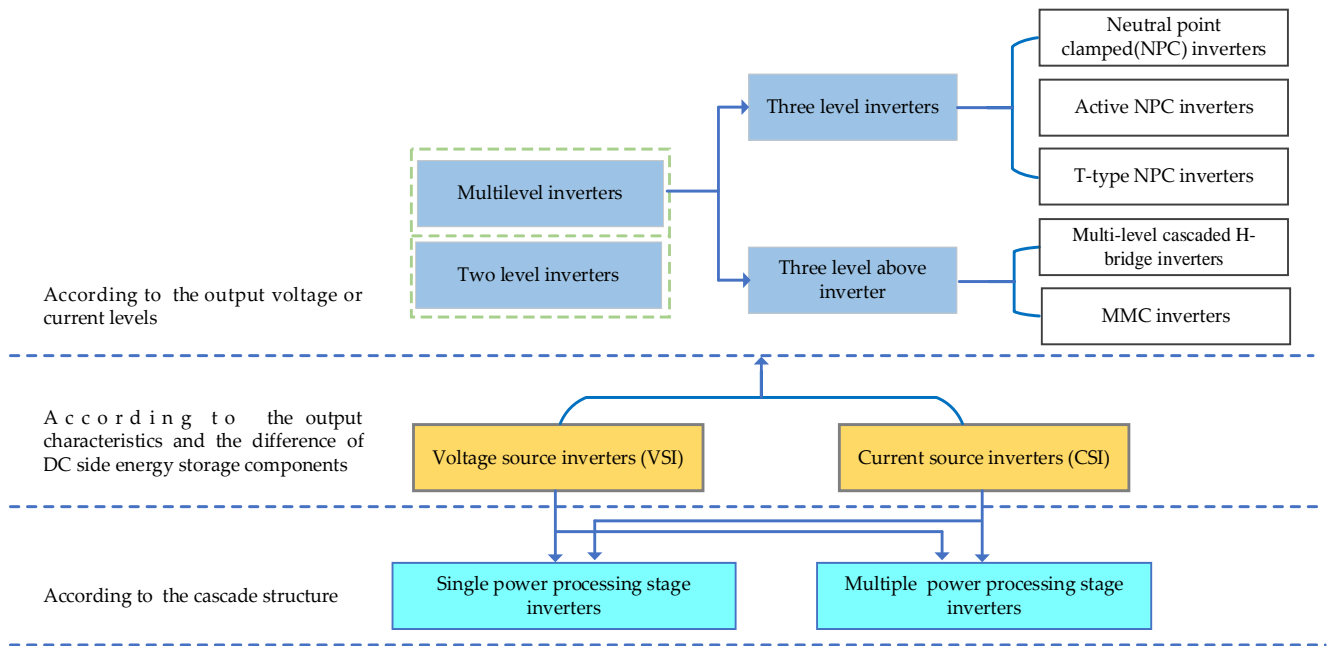 Neutral point
clamped(NPC) inverters
Three level inverters
Active NPC inverters
T-type NPC inverters
Multilevel inverters
Two level inverters
Three level above
inverter
Multi-level cascaded H-
bridge inverters
MMC inverters
According to the output voltage or
current levels
According to the output
characteristics and the difference of
DC side energy storage components
Voltage source inverters (VSI)
Current source inverters (CSI)
According to the cascade structure
Single power processing stage
inverters
Multiple power processing stage
inverters